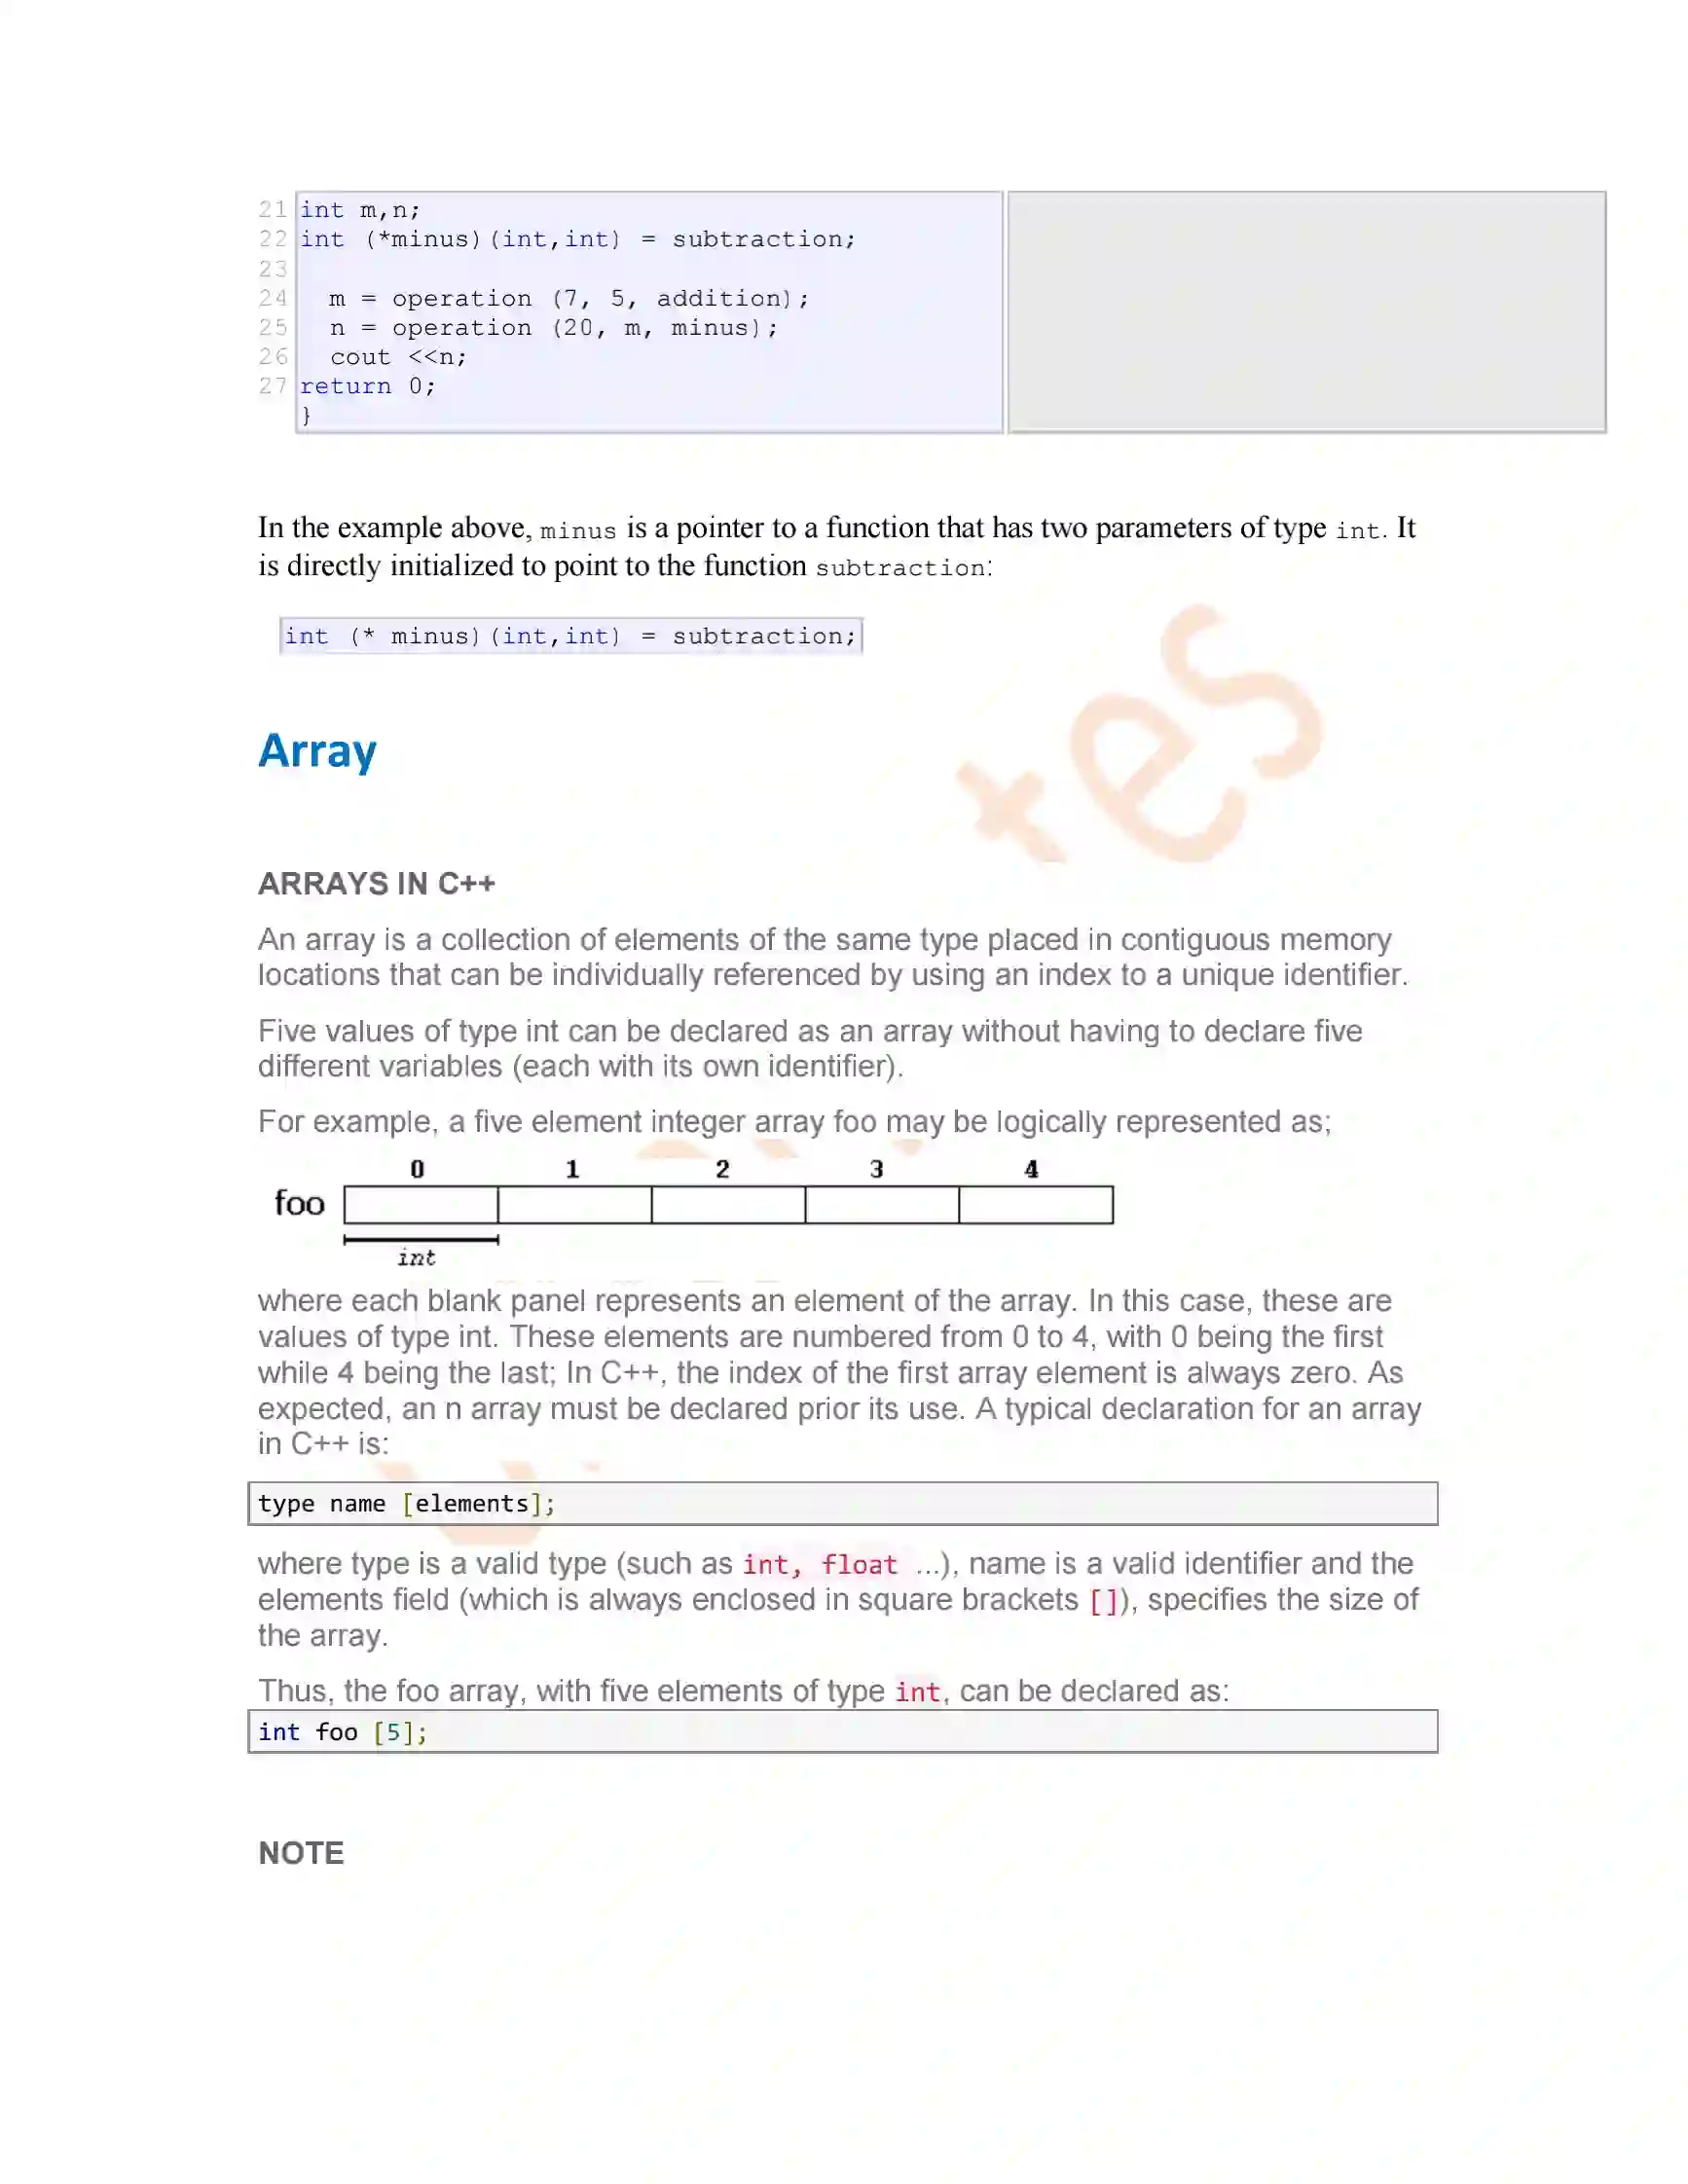 21 int m,n;
22 int (*minus)(int,int) = subtraction;
23
24 m = operation (7, 5, addition);
25 n = operation (20, m, minus);
26 cout <<n;
27 return 0;
}
In the example above, minus is a pointer to a function that has two parameters of type int. It
is directly initialized to point to the function subtraction:
int (* minus)(int,int) = subtraction;
Array
ARRAYS IN C++
An array is a collection of elements of the same type placed in contiguous memory
locations that can be individually referenced by using an index to a unique identifier.
Five values of type int can be declared as an array without having to declare five
different variables (each with its own identifier).
For example, a five element integer array foo may be logically represented as;
0 1 2 3 4
foo
int
where each blank panel represents an element of the array. In this case, these are
values of type int. These elements are numbered from 0 to 4, with 0 being the first
while 4 being the last; In C++, the index of the first array element is always zero. As
expected, an n array must be declared prior its use. A typical declaration for an array
in C++ is:
type name [elements];
where type is a valid type (such as int, float ...), name is a valid identifier and the
elements field (which is always enclosed in square brackets []), specifies the size of
the array.
Thus, the foo array, with five elements of type int, can be declared as:
int foo [5];
NOTE